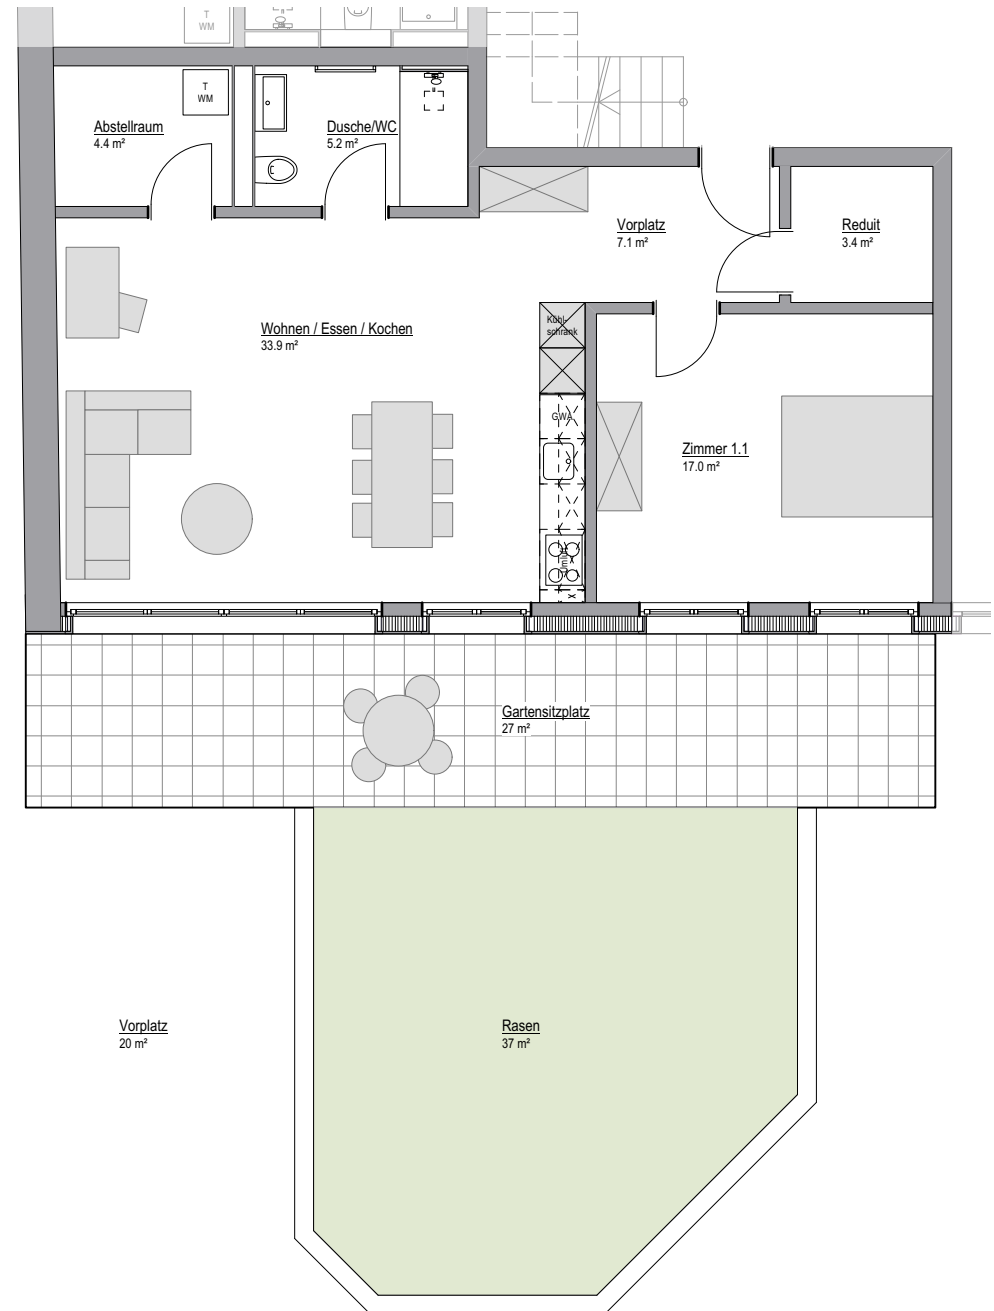 T
WM
T
WM
Abstellraum
4.4 m²
Dusche/WC
5.2 m²
Vorplatz
7.1 m²
Reduit
3.4 m²
Kühl-
schrank
Wohnen / Essen / Kochen
33.9 m²
GWA
Zimmer 1.1
17.0 m²
Umluft
Gartensitzplatz
27 m²
Vorplatz
20 m²
Rasen
37 m²